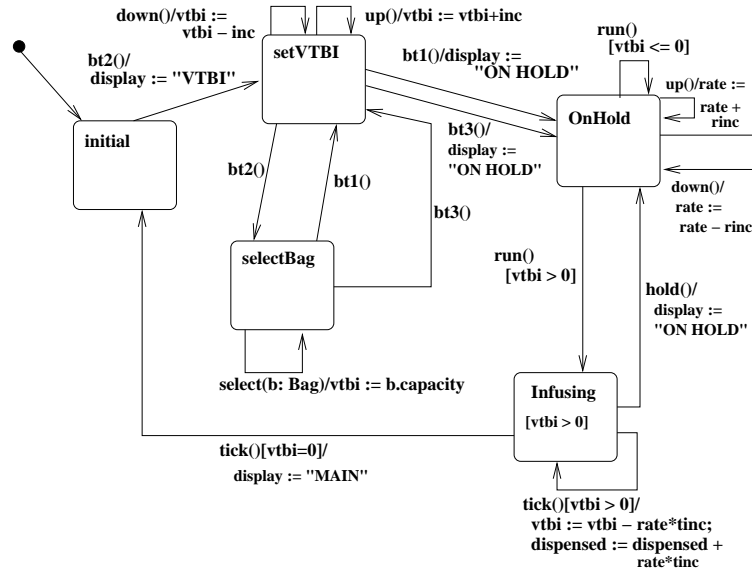 down()/vtbi :=
vtbi – inc
up()/vtbi := vtbi+inc
bt2()/
display := "VTBI"
setVTBI
bt1()/display :=
"ON HOLD"
run()
[vtbi <= 0]
up()/rate :=
rate +
rinc
initial
OnHold
bt3()/
display :=
"ON HOLD"
bt2()
bt1()
bt3()
down()/
rate :=
rate – rinc
selectBag
run()
[vtbi > 0]
hold()/
display :=
"ON HOLD"
select(b: Bag)/vtbi := b.capacity
Infusing
[vtbi > 0]
tick()[vtbi=0]/
display := "MAIN"
tick()[vtbi > 0]/
vtbi := vtbi – rate*tinc;
dispensed := dispensed +
rate*tinc